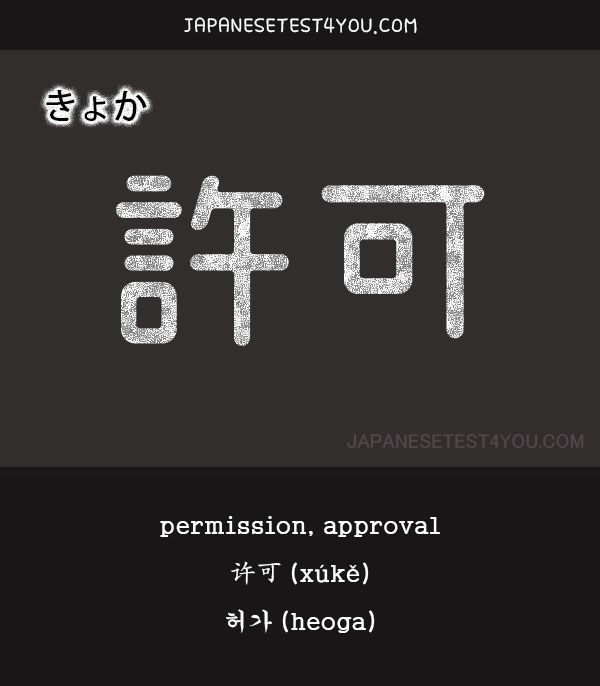 JAPANESETEST4YOU.COM
きょか
許可
JAPANESETEST4YOU.COM
permission, approval
许可 (xúkě)
허가 (heoga)